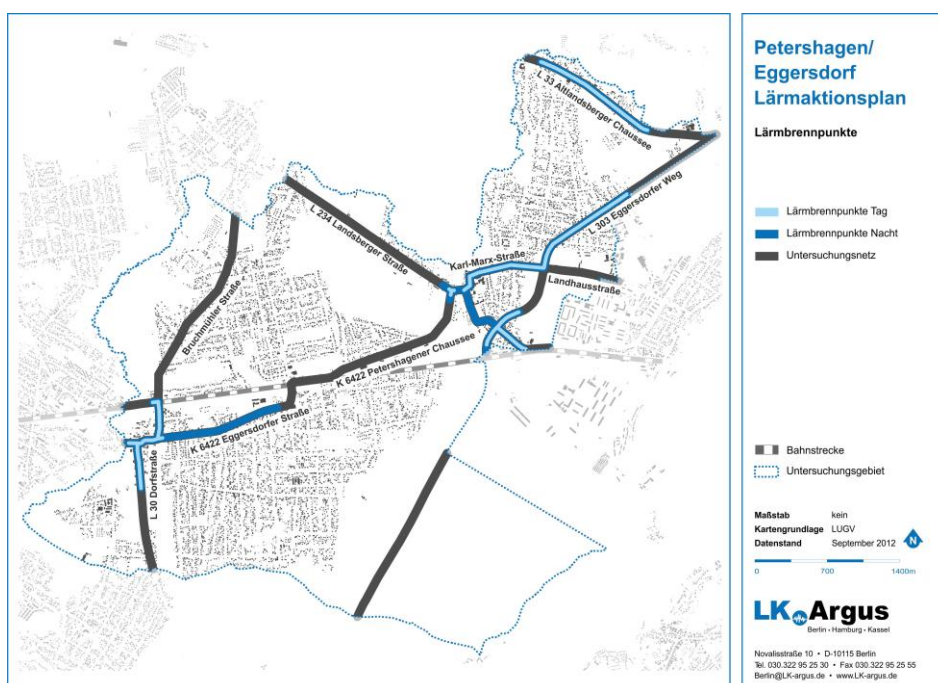 L 33 Altlandsberger Chaussee
L 234 Landsberger Straße
L 303 Eggersdorfer Weg
Karl-Marx-Straße
Landhausstraße
Bruchmühler Straße
K 6422 Petershagener Chaussee
K 6422 Eggersdorfer Straße
L 30 Dorfstraße
Petershagen/
Eggersdorf
Lärmaktionsplan
Lärmbrennpunkte
Lärmbrennpunkte Tag
Lärmbrennpunkte Nacht
Untersuchungsnetz
Bahnstrecke
Untersuchungsgebiet
Maßstab kein
Kartengrundlage LUGV
Datenstand September 2012
N
0 700 1400m
LK Argus
Berlin • Hamburg • Kassel
Novalisstraße 10 • D-10115 Berlin
Tel. 030.322 95 25 30 • Fax 030.322 95 25 55
Berlin@LK-argus.de • www.LK-argus.de